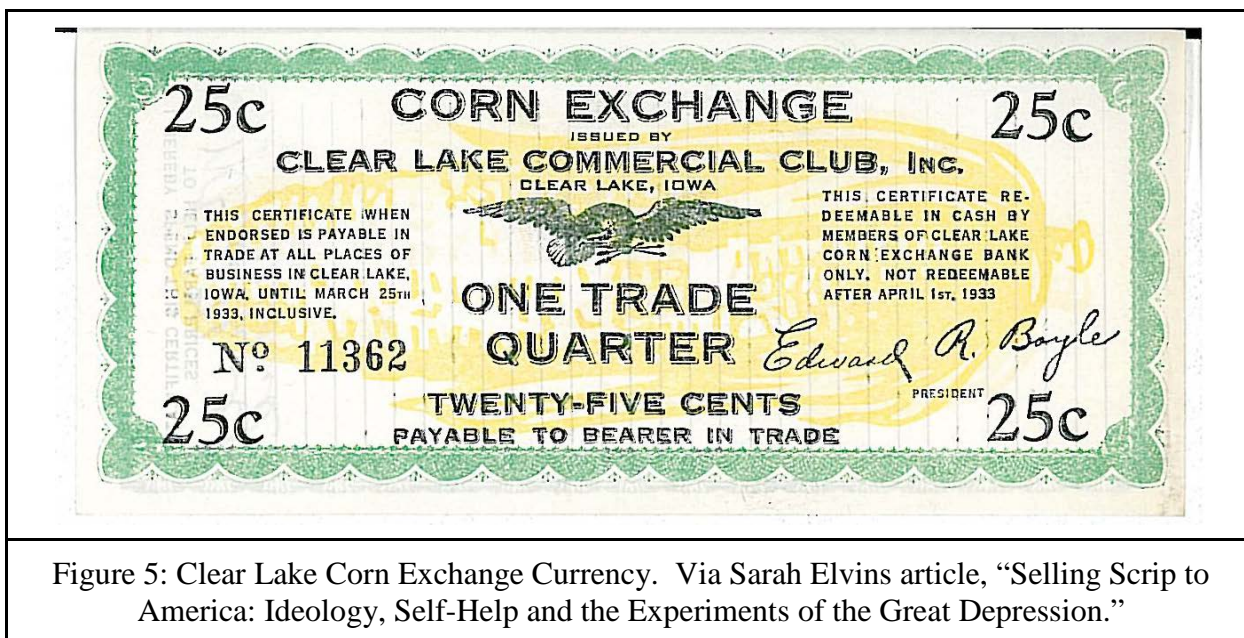 25c
CORN EXCHANGE
25c
ISSUED BY
CLEAR LAKE COMMERCIAL CLUB, INC.
CLEAR LAKE, IOWA
THIS CERTIFICATE WHEN
ENDORSED IS PAYABLE IN
TRADE AT ALL PLACES OF
BUSINESS IN CLEAR LAKE,
IOWA, UNTIL MARCH 25TH
1933, INCLUSIVE.
THIS CERTIFICATE RE-
DEEMABLE IN CASH BY
MEMBERS OF CLEAR LAKE
CORN EXCHANGE BANK
ONLY. NOT REDEEMABLE
AFTER APRIL 1ST, 1933
ONE TRADE
QUARTER
Nº 11362
Edward R. Boyle
PRESIDENT
25c
TWENTY-FIVE CENTS
PAYABLE TO BEARER IN TRADE
25c
Figure 5: Clear Lake Corn Exchange Currency. Via Sarah Elvins article, “Selling Scrip to
America: Ideology, Self-Help and the Experiments of the Great Depression.”